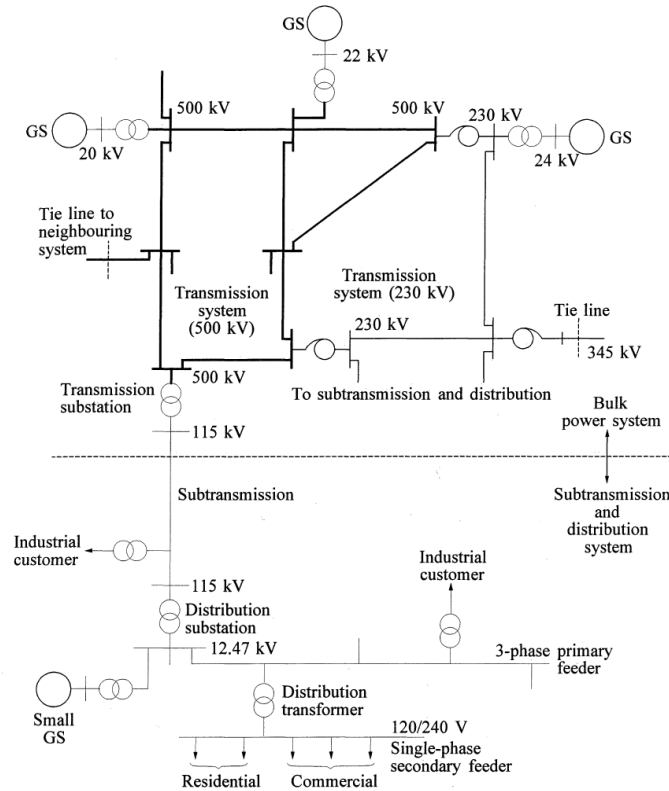 GS
22 kV
500 kV
500 kV
230 kV
GS
20 kV
24 kV
GS
Tie line to
neighbouring
system
Transmission
system
(500 kV)
Transmission
system (230 kV)
230 kV
Tie line
345 kV
500 kV
To subtransmission and distribution
Transmission
substation
115 kV
Bulk
power system
Subtransmission
Subtransmission
and
distribution
system
Industrial
customer
Industrial
customer
115 kV
Distribution
substation
12.47 kV
3-phase primary
feeder
Small
GS
Distribution
transformer
120/240 V
Single-phase
secondary feeder
Residential
Commercial